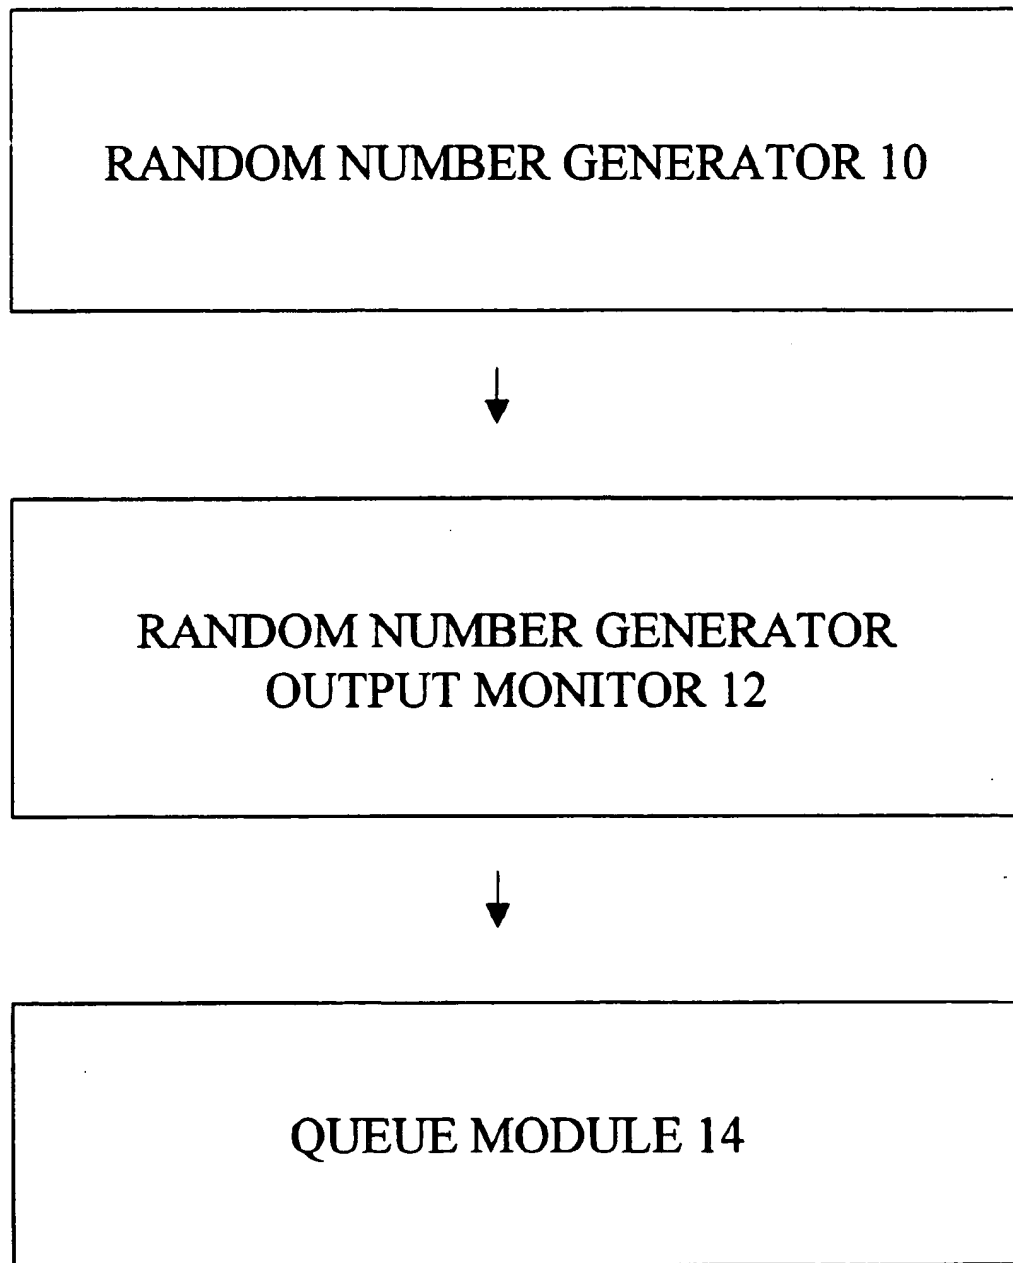 RANDOM NUMBER GENERATOR 10
RANDOM NUMBER GENERATOR
OUTPUT MONITOR 12
QUEUE MODULE 14